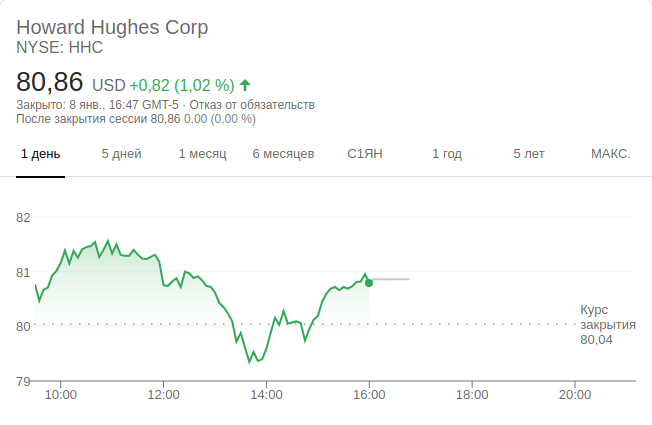 Howard Hughes Corp
NYSE: HHC
80,86 USD +0,82 (1,02 %)
Закрыто: 8 янв., 16:47 GMT-5 · Отказ от обязательств
После закрытия сессии 80,86 0,00 (0,00 %)
1 день 5 дней 1 месяц 6 месяцев С1ЯН 1 год 5 лет МАКС.
82
81
80
79
Курс
закрытия
80,04
10:00 12:00 14:00 16:00 18:00 20:00